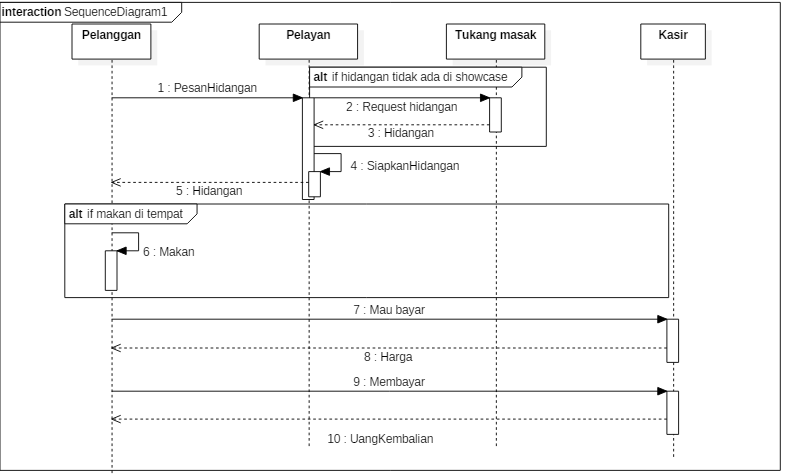 interaction SequenceDiagram1
Pelanggan
Pelayan
Tukang masak
Kasir
alt if hidangan tidak ada di showcase
1 : PesanHidangan
2 : Request hidangan
3 : Hidangan
4 : SiapkanHidangan
5 : Hidangan
alt if makan di tempat
6 : Makan
7 : Mau bayar
8 : Harga
9 : Membayar
10 : UangKembalian